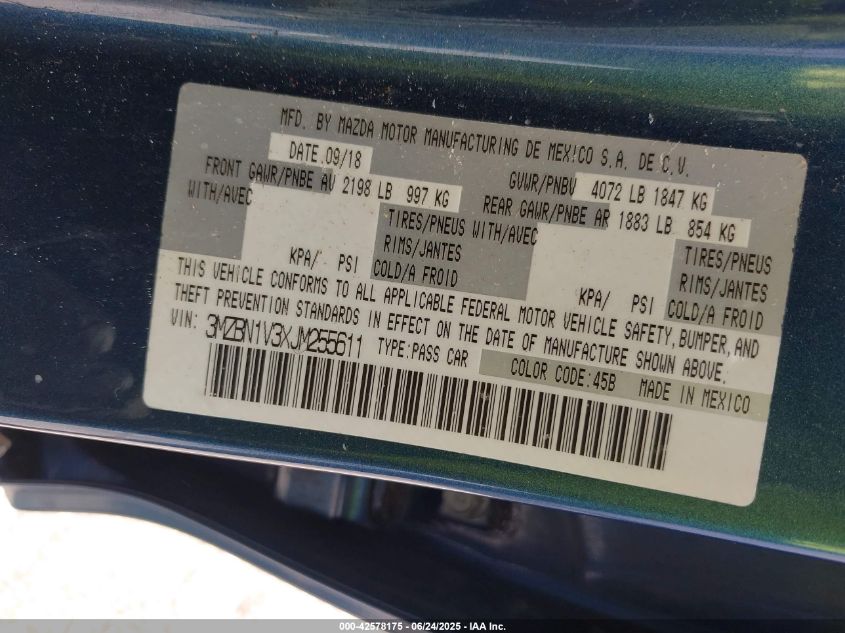 MFD. BY MAZDA MOTOR MANUFACTURING DE MEXICO S.A. DE C.V.
DATE.09/18
GVWR/PNBV 4072 LB 1847 KG
FRONT GAWR/PNBE AV 2198 LB 997 KG
REAR GAWR/PNBE AR 1883 LB 854 KG
WITH/AVEC
TIRES/PNEUS WITH/AVEC
TIRES/PNEUS
RIMS/JANTES
RIMS/JANTES
KPA/ PSI COLD/A FROID
KPA/ PSI COLD/A FROID
THIS VEHICLE CONFORMS TO ALL APPLICABLE FEDERAL MOTOR VEHICLE SAFETY, BUMPER, AND
THEFT PREVENTION STANDARDS IN EFFECT ON THE DATE OF MANUFACTURE SHOWN ABOVE.
VIN: 3MZBN1V3XJM255611 TYPE:PASS CAR
COLOR CODE:45B MADE IN MEXICO
000-42578175 - 06/24/2025 - IAA Inc.